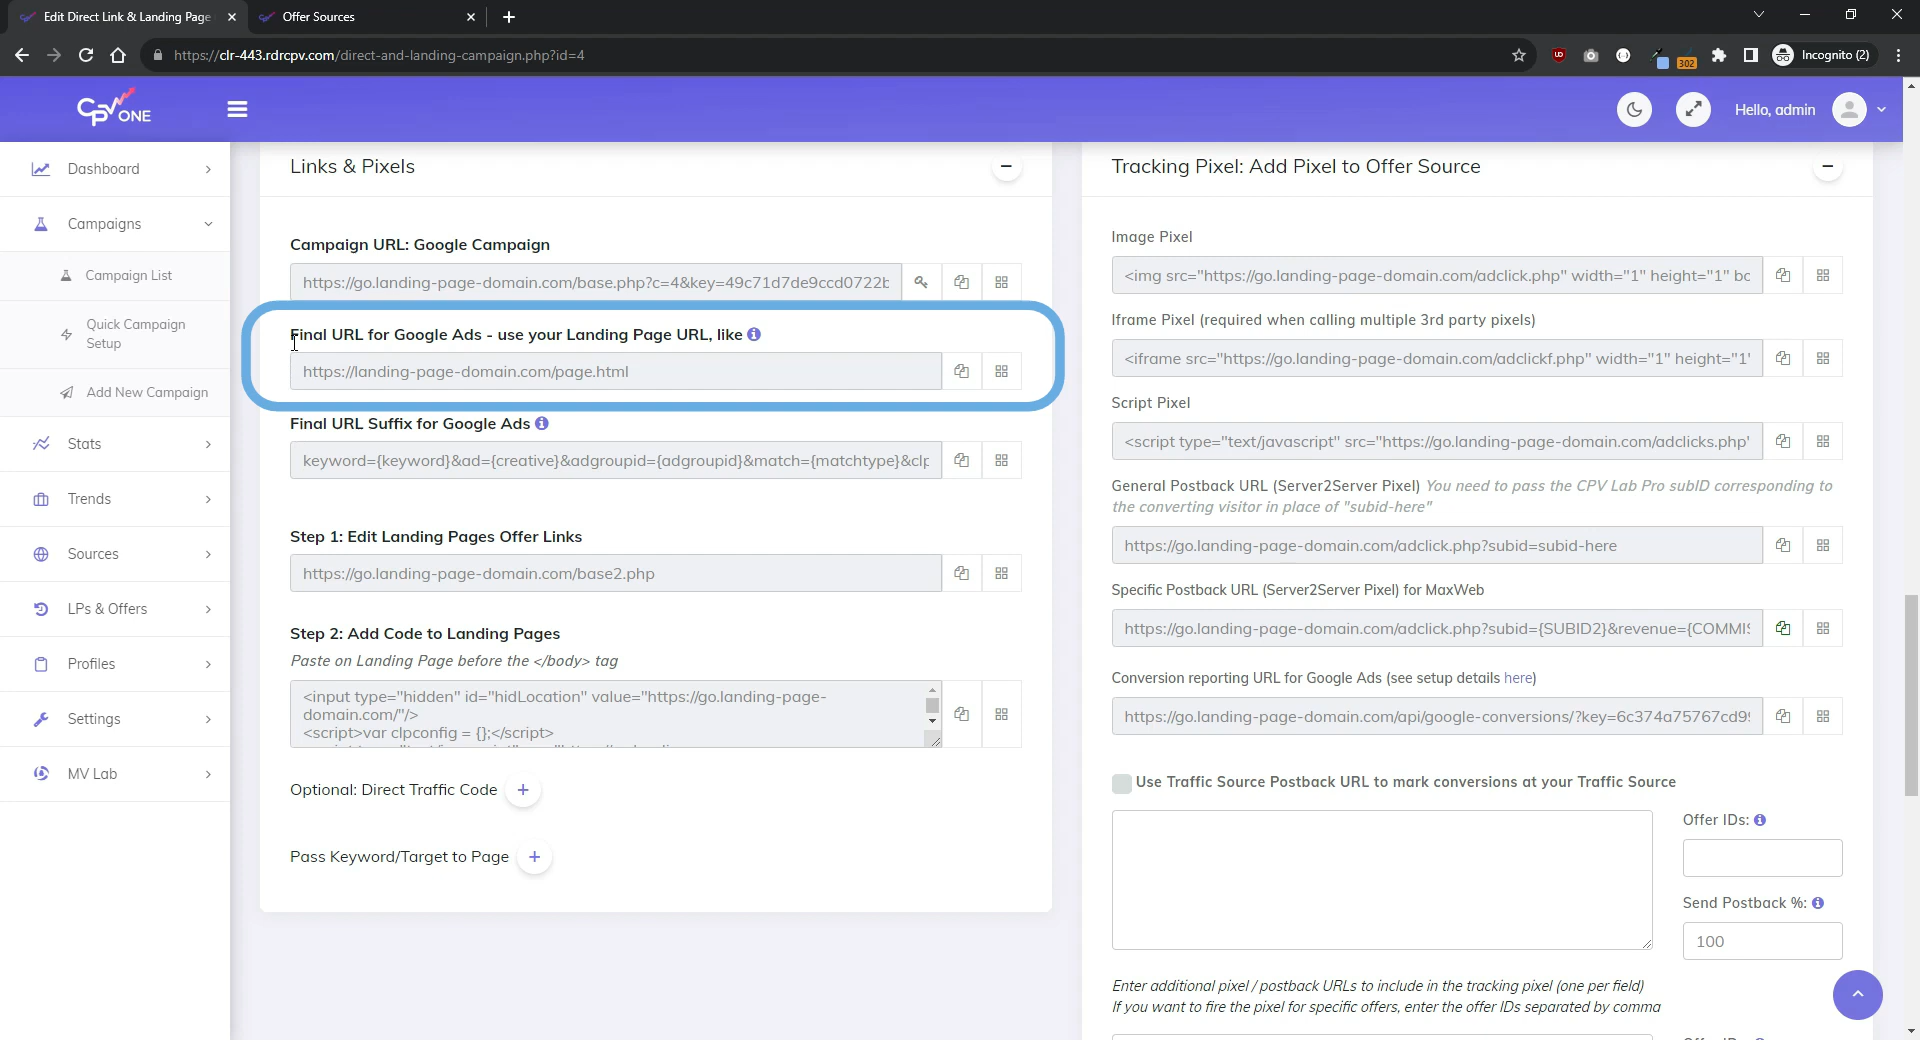 Edit Direct Link & Landing Page
Offer Sources
https://clr-443.rdrcpv.com/direct-and-landing-campaign.php?id=4
302
Incognito (2)
CPV ONE
Hello, admin
Dashboard
Campaigns
Campaign List
Quick Campaign
Setup
Add New Campaign
Stats
Trends
Sources
LPs & Offers
Profiles
Settings
MV Lab
Links & Pixels
Campaign URL: Google Campaign
https://go.landing-page-domain.com/base.php?c=4&key=49c71d7de9ccd0722b
Final URL for Google Ads - use your Landing Page URL, like
https://landing-page-domain.com/page.html
Final URL Suffix for Google Ads
keyword={keyword}&ad={creative}&adgroupid={adgroupid}&match={matchtype}&clp
Step 1: Edit Landing Pages Offer Links
https://go.landing-page-domain.com/base2.php
Step 2: Add Code to Landing Pages
Paste on Landing Page before the </body> tag
<input type="hidden" id="hidLocation" value="https://go.landing-page-
domain.com/"/>
<script>var clpconfig = {};</script>
Optional: Direct Traffic Code
Pass Keyword/Target to Page
Tracking Pixel: Add Pixel to Offer Source
Image Pixel
<img src="https://go.landing-page-domain.com/adclick.php" width="1" height="1" bo
Iframe Pixel (required when calling multiple 3rd party pixels)
<iframe src="https://go.landing-page-domain.com/adclickf.php" width="1" height="1"
Script Pixel
<script type="text/javascript" src="https://go.landing-page-domain.com/adclicks.php"
General Postback URL (Server2Server Pixel) You need to pass the CPV Lab Pro subID corresponding to
the converting visitor in place of "subid-here"
https://go.landing-page-domain.com/adclick.php?subid=subid-here
Specific Postback URL (Server2Server Pixel) for MaxWeb
https://go.landing-page-domain.com/adclick.php?subid={SUBID2}&revenue={COMMIS
Conversion reporting URL for Google Ads (see setup details here)
https://go.landing-page-domain.com/api/google-conversions/?key=6c374a75767cd99
Use Traffic Source Postback URL to mark conversions at your Traffic Source
Offer IDs:
Send Postback %:
100
Enter additional pixel / postback URLs to include in the tracking pixel (one per field)
If you want to fire the pixel for specific offers, enter the offer IDs separated by comma